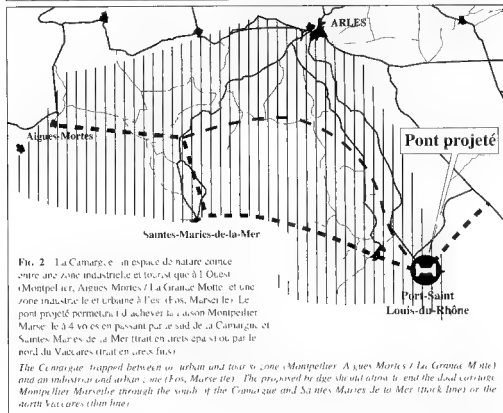 ARLES
Pont projeté
Aigues-Mortes
Saintes-Maries-de-la-Mer
Port-Saint
Louis-du-Rhône
FIG. 2 La Camargue un espace de nature coincé
entre une zone industrielle et touristique à l'Ouest
(Montpellier, Aigues Mortes / La Grande Motte) et une
zone industrielle et urbaine à l'est (Fos, Marseille). Le
pont projeté permettrait d'achever la liaison Montpellier
Marseille à 4 voies en passant par le sud de la Camargue et
Saintes Maries de la Mer (trait en tirets épais) ou par le
nord du Vaccarès (trait en tirets fins)
The Camargue trapped between an urban and tourist zone (Montpellier, Aigues Mortes / La Grande Motte)
and an industrial and urban zone (Fos, Marseille). The proposed bridge should allow to end the dual carriage
Montpellier Marseille through the south of the Camargue and Saintes Maries de la Mer (thick line) or the
north Vaccarès (thin line)